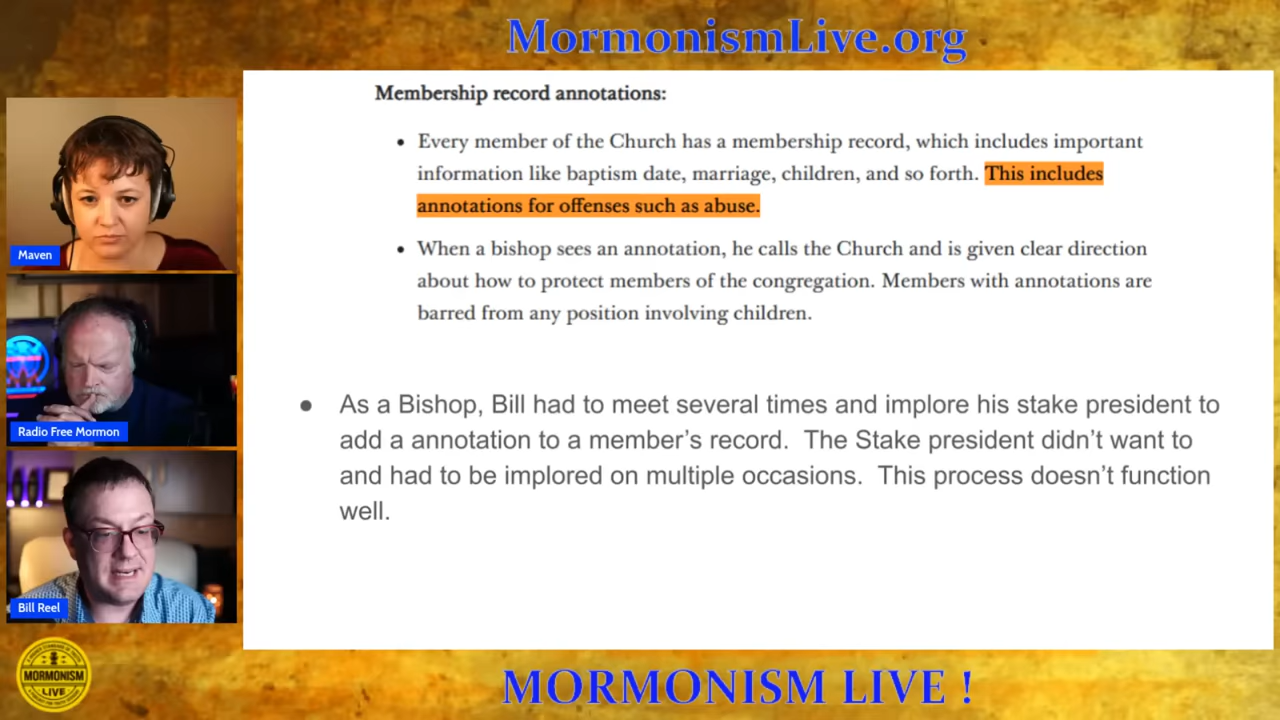 MormonismLive.org
Membership record annotations:
• Every member of the Church has a membership record, which includes important
information like baptism date, marriage, children, and so forth. This includes
annotations for offenses such as abuse.
• When a bishop sees an annotation, he calls the Church and is given clear direction
about how to protect members of the congregation. Members with annotations are
barred from any position involving children.
● As a Bishop, Bill had to meet several times and implore his stake president to
add a annotation to a member’s record. The Stake president didn’t want to
and had to be implored on multiple occasions. This process doesn’t function
well.
Maven
Radio Free Mormon
Bill Reel
MORMONISM
LIVE
MORMONISM LIVE !